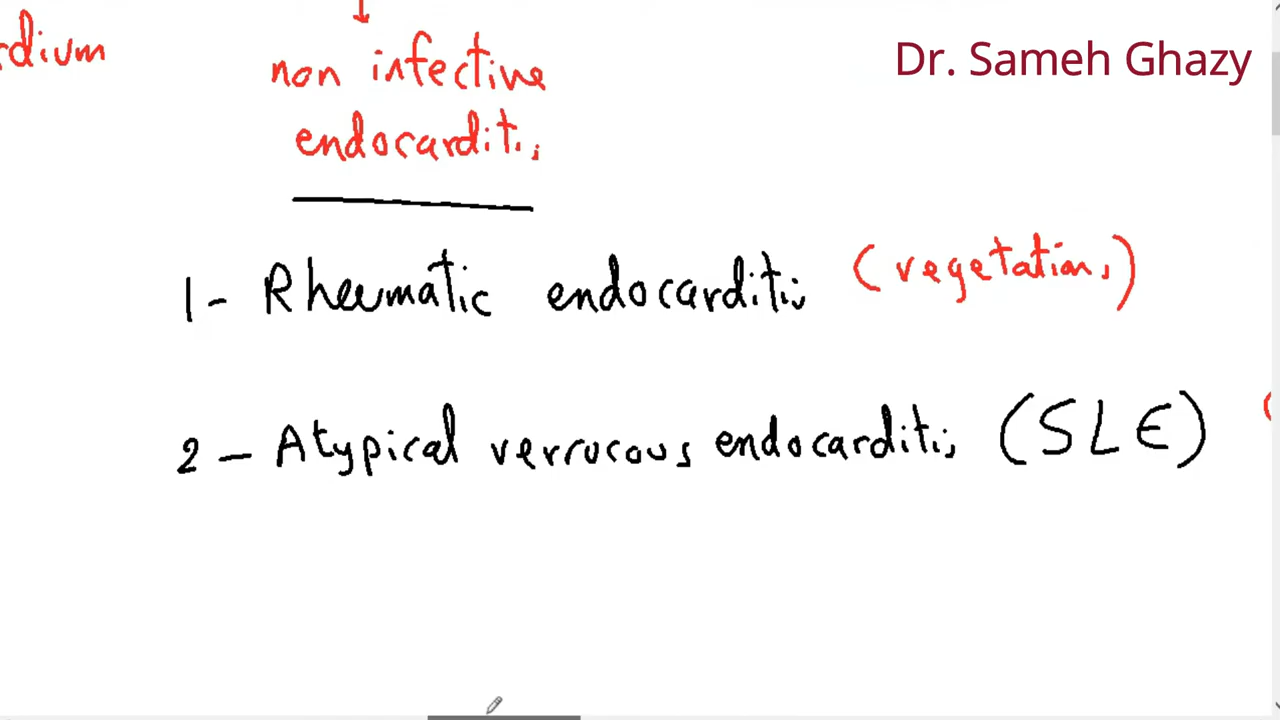 rdium
non infective
endocarditis
Dr. Sameh Ghazy
1- Rheumatic endocarditis (vegetations)
2- Atypical verrucous endocarditis (SLE) (